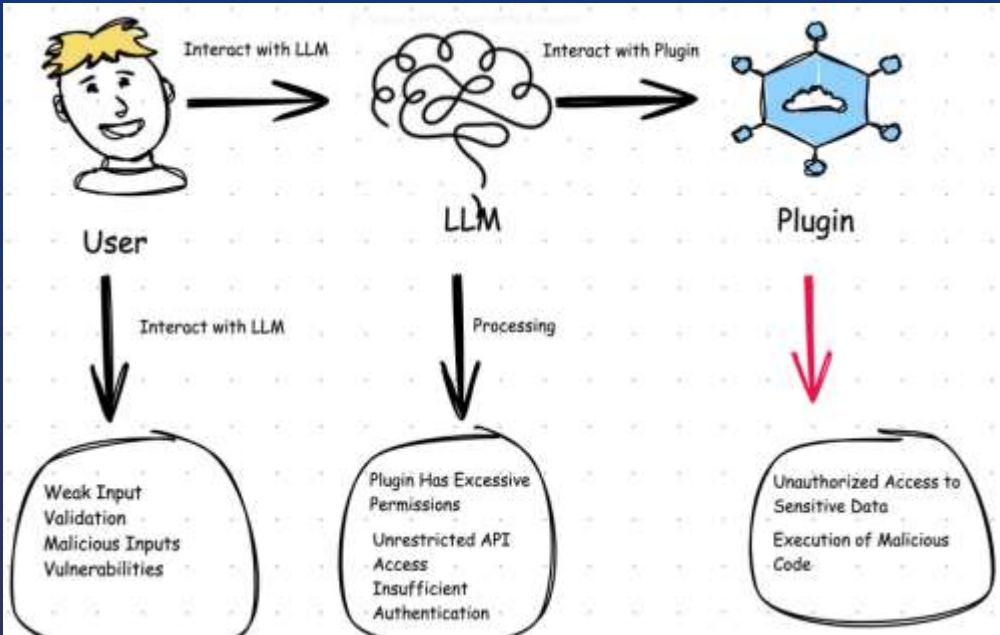 Interact with LLM
Interact with Plugin
User
LLM
Plugin
Interact with LLM
Processing
Weak Input
Validation
Malicious Inputs
Vulnerabilities
Plugin Has Excessive
Permissions
Unrestricted API
Access
Insufficient
Authentication
Unauthorized Access to
Sensitive Data
Execution of Malicious
Code